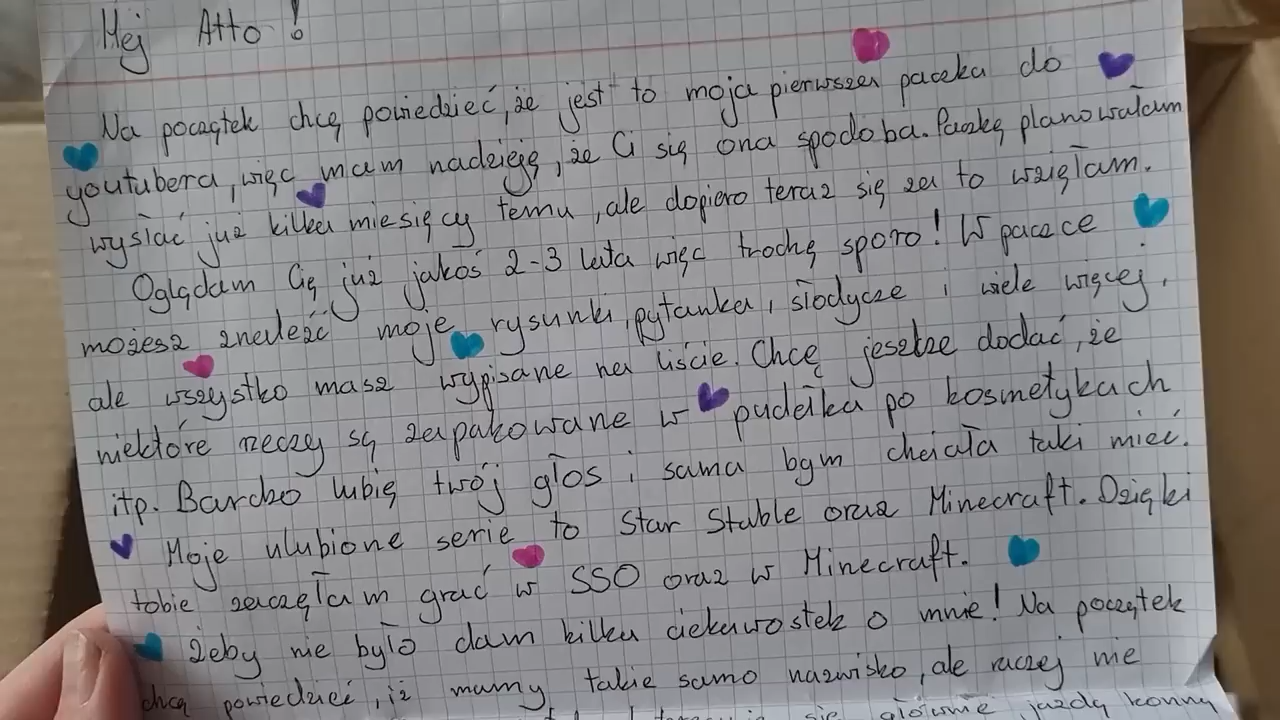 Hej Atto!
Na początek chcę powiedzieć, że jest to moja pierwsza paczka do
youtubera, więc mam nadzieję, że Ci się ona spodoba. Paczkę planowałam
wysłać już kilka miesięcy temu, ale dopiero teraz się za to wzięłam.
Oglądam Cię już jakoś 2-3 lata więc trochę sporo! W paczce
możesz znaleźć moje rysunki, pytanka, słodycze i wiele więcej,
ale wszystko masz wypisane na liście. Chcę jeszcze dodać, że
niektóre rzeczy są zapakowane w pudełka po kosmetykach
itp. Bardzo lubię twój głos i sama bym chciała taki mieć.
Moje ulubione serie to Star Stable oraz Minecraft. Dzięki
tobie zaczęłam grać w SSO oraz w Minecraft.
Żeby nie było dam kilka ciekawostek o mnie! Na początek
chcę powiedzieć, iż mamy takie samo nazwisko, ale raczej nie
się głównie jazdą konną